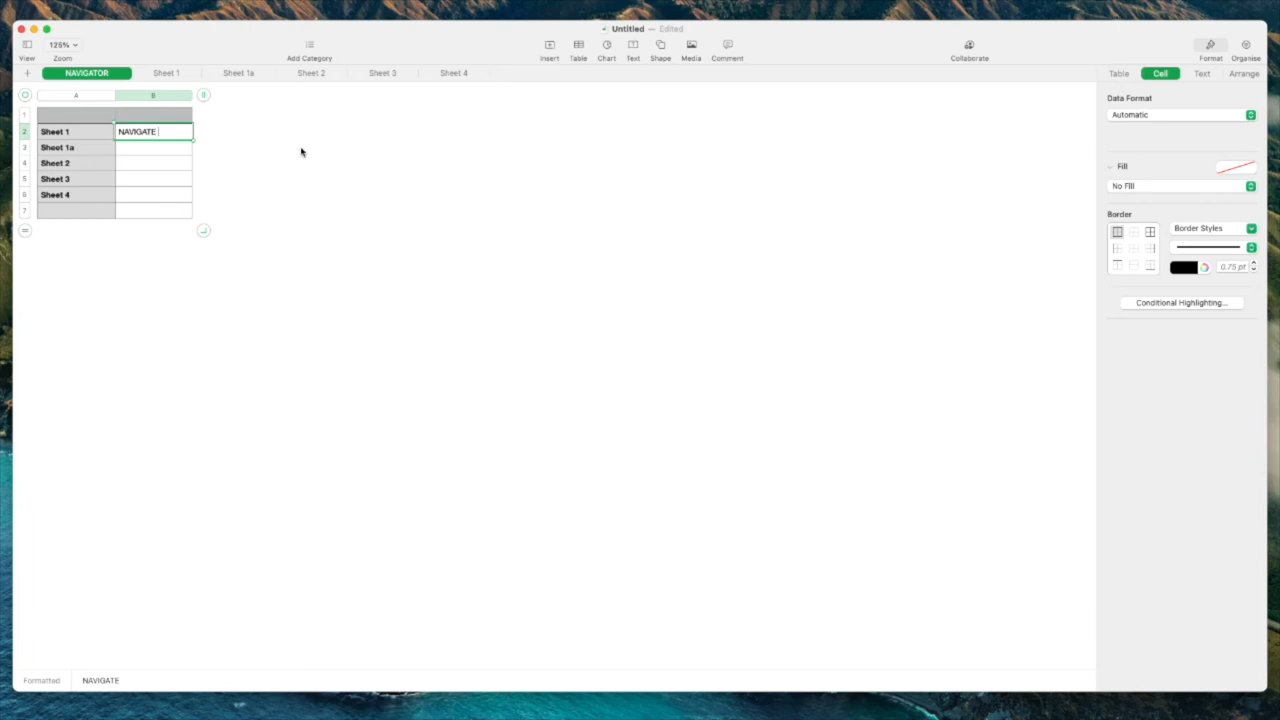 Untitled — Edited
125%
View
Zoom
Add Category
Insert
Table
Chart
Text
Shape
Media
Comment
Collaborate
Format
Organise
NAVIGATOR
Sheet 1
Sheet 1a
Sheet 2
Sheet 3
Sheet 4
Table
Cell
Text
Arrange
A
B
1
2
Sheet 1
NAVIGATE
3
Sheet 1a
4
Sheet 2
5
Sheet 3
6
Sheet 4
7
Data Format
Automatic
Fill
No Fill
Border
Border Styles
0.75 pt
Conditional Highlighting...
Formatted
NAVIGATE